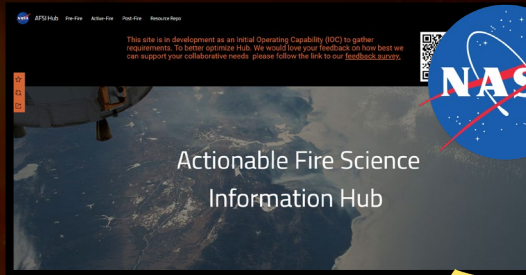 AFSI Hub Pre-Fire Active-Fire Post-Fire Resource Repo
This site is in development as an Initial Operating Capability (IOC) to gather
requirements. To better optimize Hub. We would love your feedback on how best we
can support your collaborative needs please follow the link to our feedback survey.
NAS
Actionable Fire Science
Information Hub